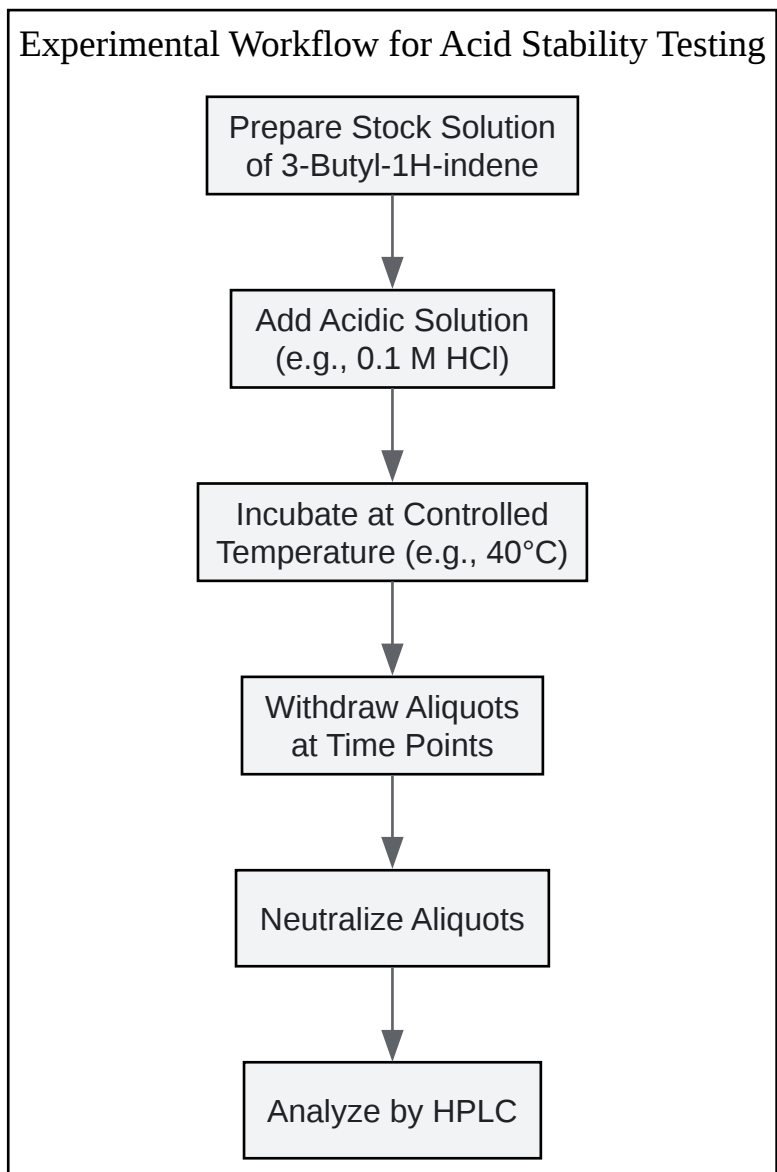 Experimental Workflow for Acid Stability Testing
Prepare Stock Solution
of 3-Butyl-1H-indene
Add Acidic Solution
(e.g., 0.1 M HCl)
Incubate at Controlled
Temperature (e.g., 40°C)
Withdraw Aliquots
at Time Points
Neutralize Aliquots
Analyze by HPLC